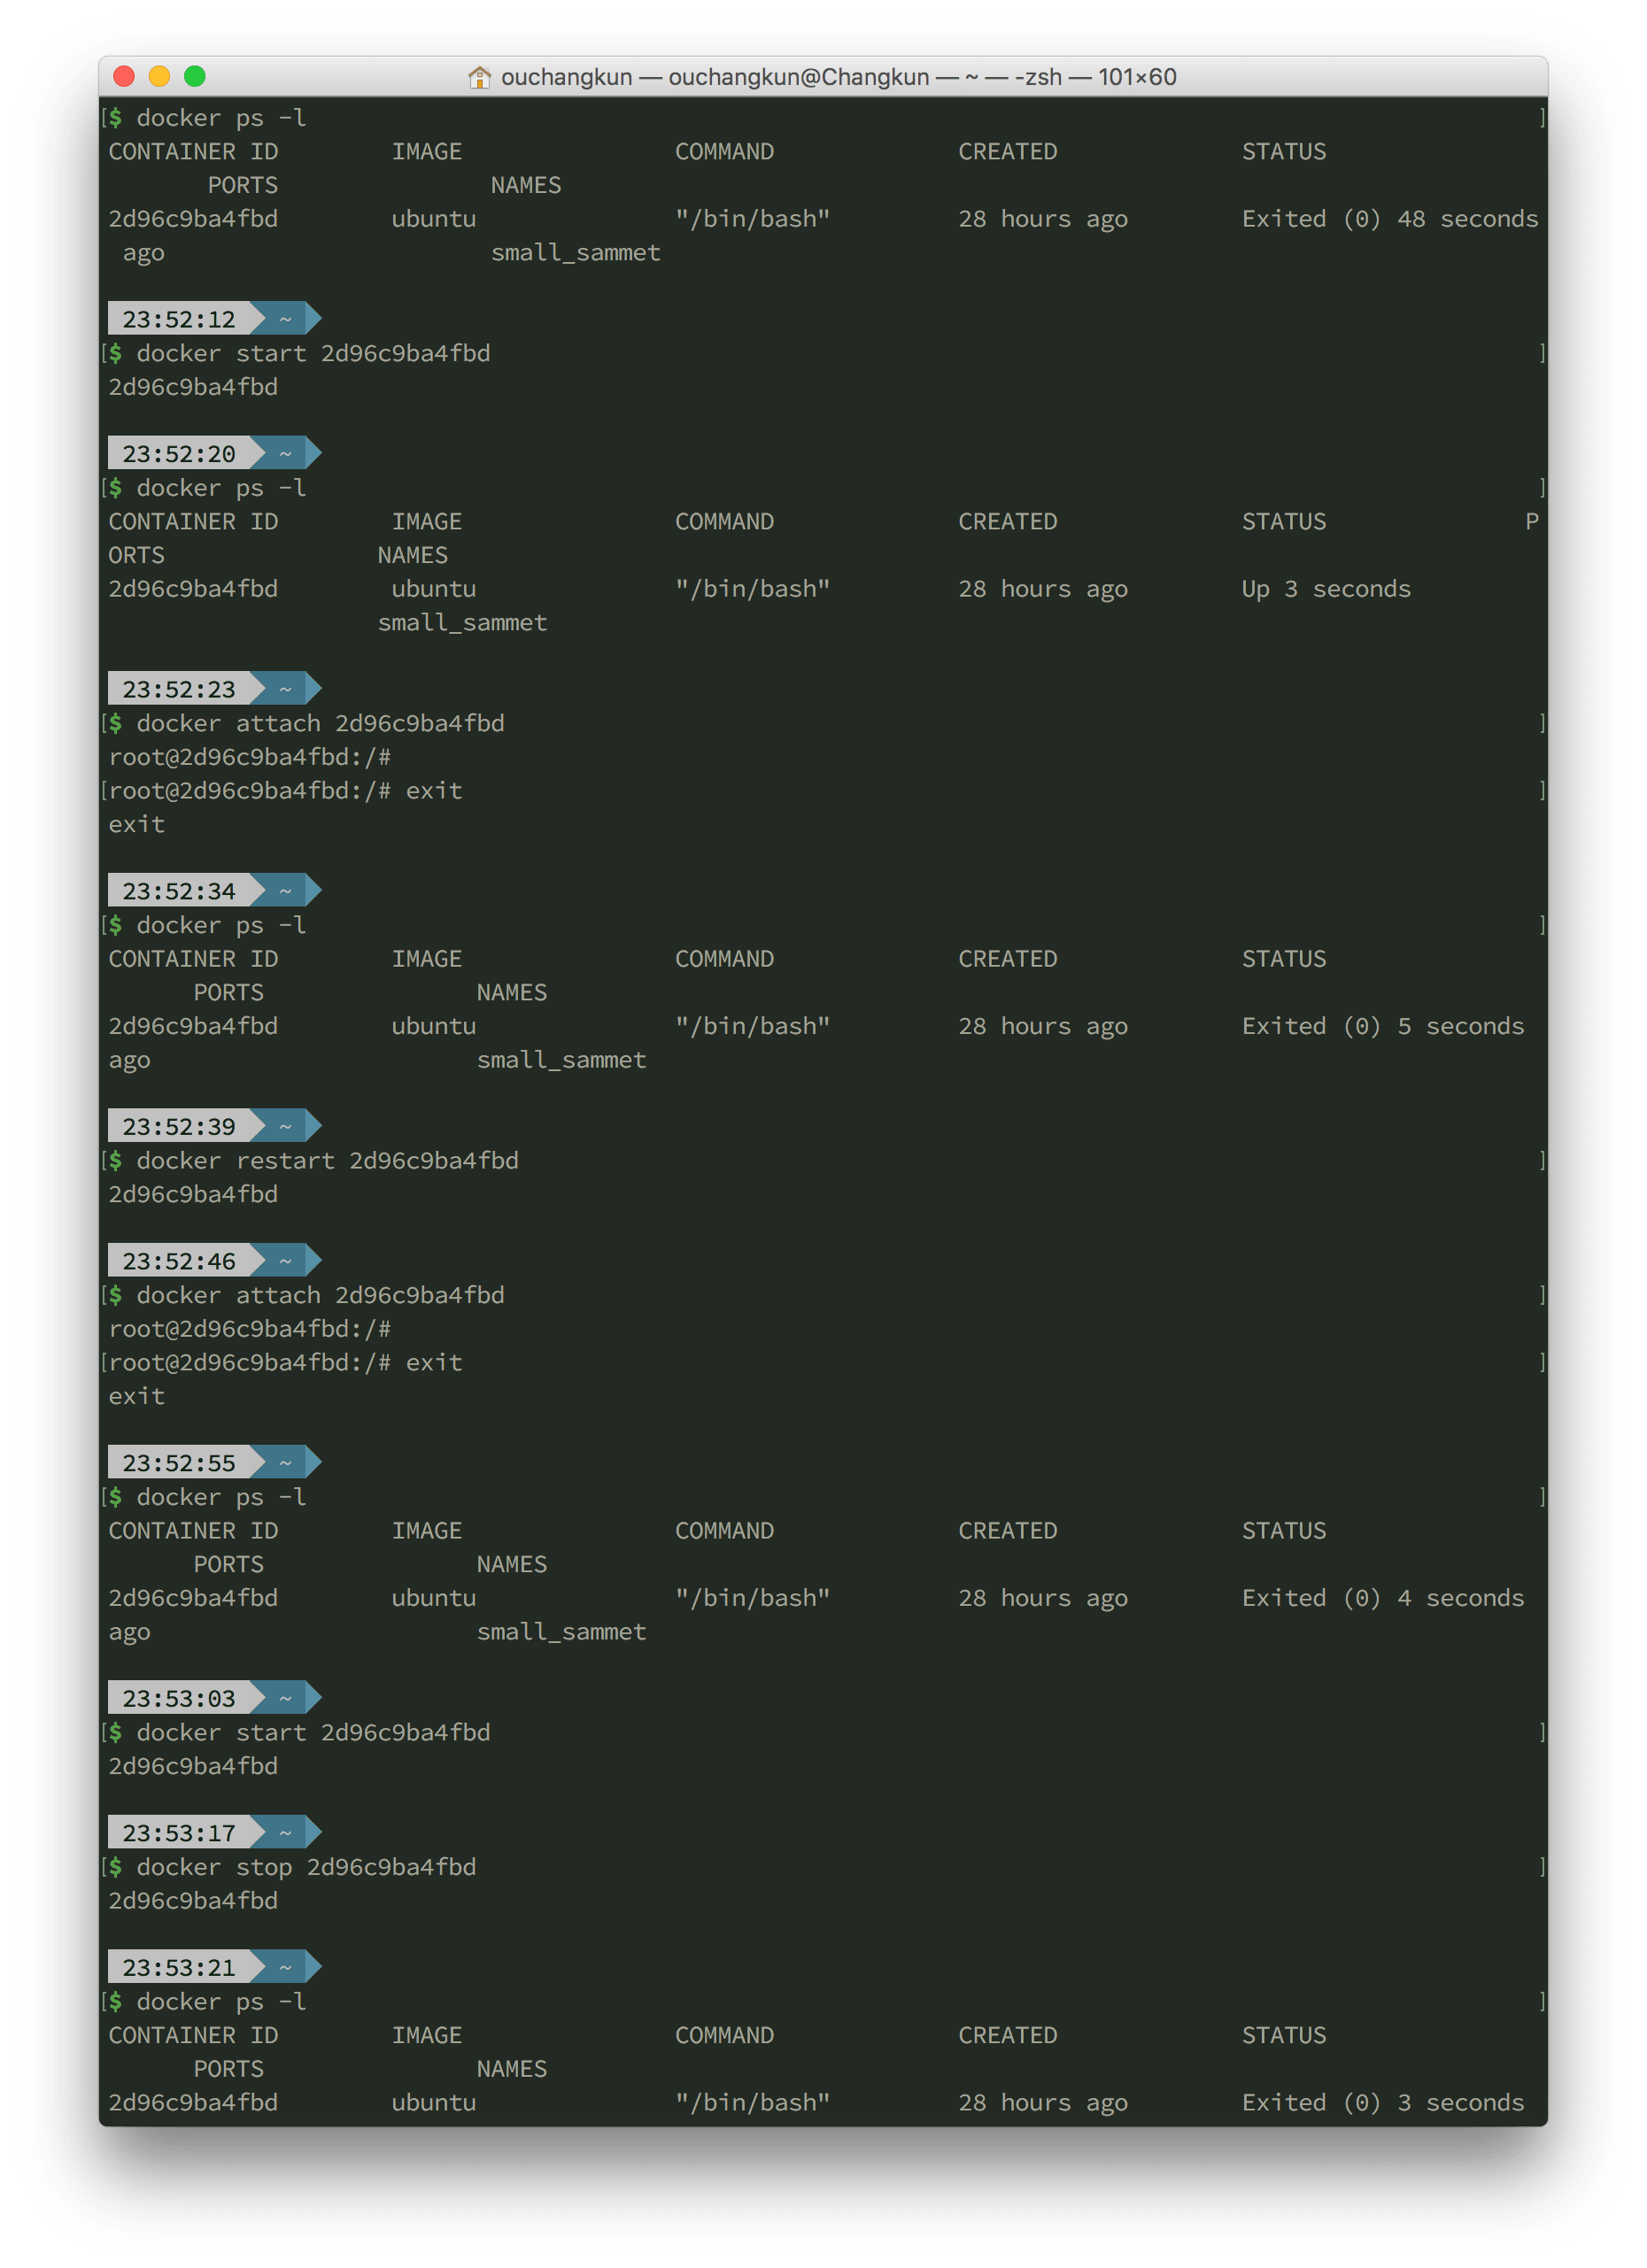 ouchangkun — ouchangkun@Changkun — ~ — -zsh — 101×60
[$ docker ps -l ]
CONTAINER ID IMAGE COMMAND CREATED STATUS
PORTS NAMES
2d96c9ba4fbd ubuntu "/bin/bash" 28 hours ago Exited (0) 48 seconds
ago small_sammet
23:52:12 ~
[$ docker start 2d96c9ba4fbd ]
2d96c9ba4fbd
23:52:20 ~
[$ docker ps -l ]
CONTAINER ID IMAGE COMMAND CREATED STATUS P
ORTS NAMES
2d96c9ba4fbd ubuntu "/bin/bash" 28 hours ago Up 3 seconds
small_sammet
23:52:23 ~
[$ docker attach 2d96c9ba4fbd ]
root@2d96c9ba4fbd:/#
[root@2d96c9ba4fbd:/# exit ]
exit
23:52:34 ~
[$ docker ps -l ]
CONTAINER ID IMAGE COMMAND CREATED STATUS
PORTS NAMES
2d96c9ba4fbd ubuntu "/bin/bash" 28 hours ago Exited (0) 5 seconds
ago small_sammet
23:52:39 ~
[$ docker restart 2d96c9ba4fbd ]
2d96c9ba4fbd
23:52:46 ~
[$ docker attach 2d96c9ba4fbd ]
root@2d96c9ba4fbd:/#
[root@2d96c9ba4fbd:/# exit ]
exit
23:52:55 ~
[$ docker ps -l ]
CONTAINER ID IMAGE COMMAND CREATED STATUS
PORTS NAMES
2d96c9ba4fbd ubuntu "/bin/bash" 28 hours ago Exited (0) 4 seconds
ago small_sammet
23:53:03 ~
[$ docker start 2d96c9ba4fbd ]
2d96c9ba4fbd
23:53:17 ~
[$ docker stop 2d96c9ba4fbd ]
2d96c9ba4fbd
23:53:21 ~
[$ docker ps -l ]
CONTAINER ID IMAGE COMMAND CREATED STATUS
PORTS NAMES
2d96c9ba4fbd ubuntu "/bin/bash" 28 hours ago Exited (0) 3 seconds